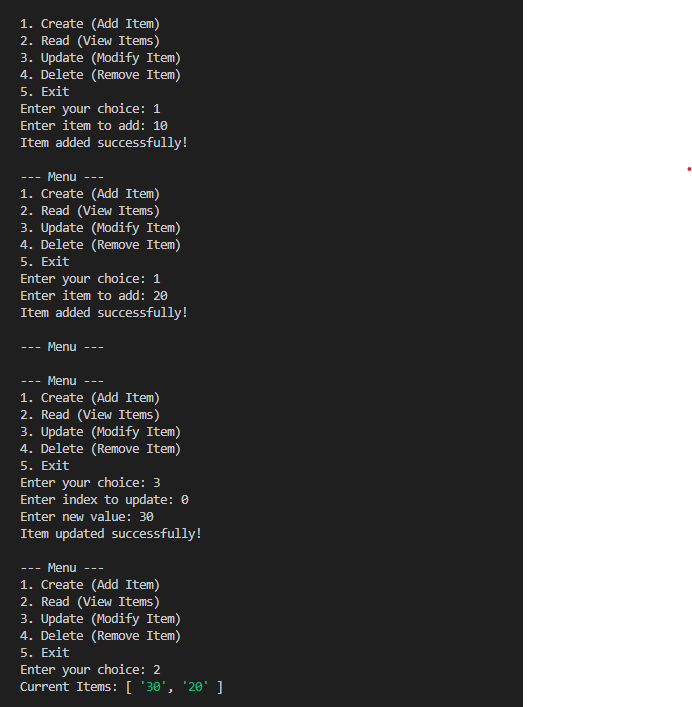 1. Create (Add Item)
2. Read (View Items)
3. Update (Modify Item)
4. Delete (Remove Item)
5. Exit
Enter your choice: 1
Enter item to add: 10
Item added successfully!
--- Menu ---
1. Create (Add Item)
2. Read (View Items)
3. Update (Modify Item)
4. Delete (Remove Item)
5. Exit
Enter your choice: 1
Enter item to add: 20
Item added successfully!
--- Menu ---
--- Menu ---
1. Create (Add Item)
2. Read (View Items)
3. Update (Modify Item)
4. Delete (Remove Item)
5. Exit
Enter your choice: 3
Enter index to update: 0
Enter new value: 30
Item updated successfully!
--- Menu ---
1. Create (Add Item)
2. Read (View Items)
3. Update (Modify Item)
4. Delete (Remove Item)
5. Exit
Enter your choice: 2
Current Items: [ '30', '20' ]